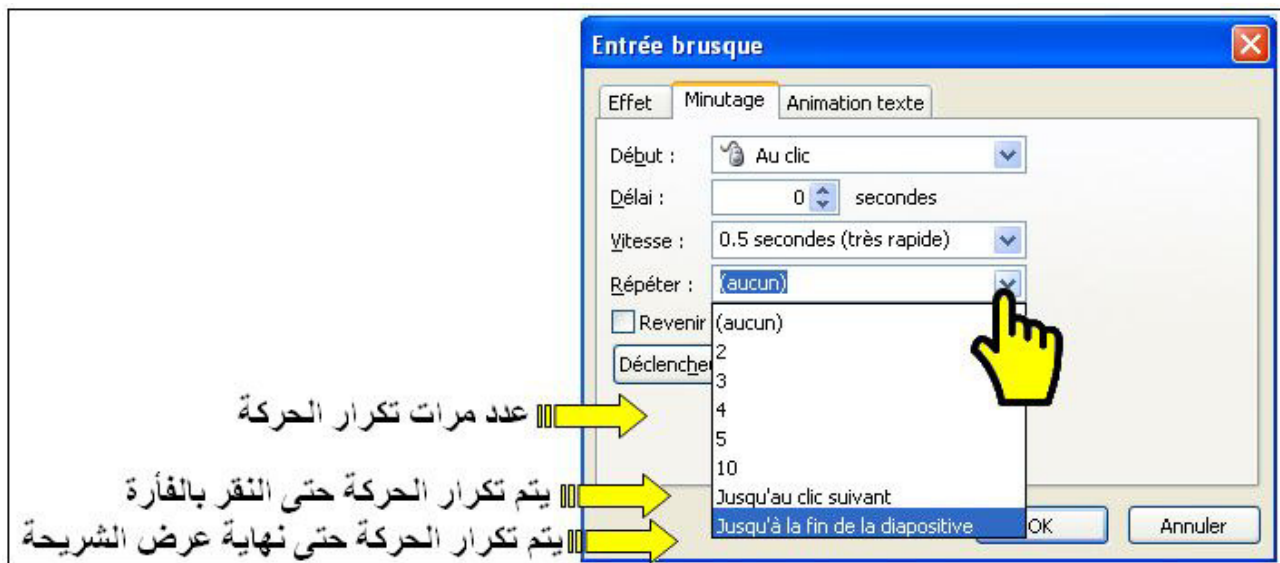 Entrée brusque
Effet Minutage Animation texte
Début : Au clic
Délai : 0 secondes
Vitesse : 0.5 secondes (très rapide)
Répéter : (aucun)
Revenir (aucun)
Déclenche 2
3
4
عدد مرات تكرار الحركة
5
10
يتم تكرار الحركة حتى النقر بالفأرة
Jusqu'au clic suivant
يتم تكرار الحركة حتى نهاية عرض الشريحة
Jusqu'à la fin de la diapositive OK Annuler